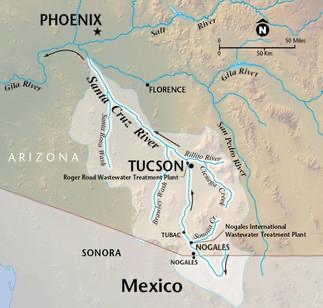 PHOENIX
Salt River
N
0 50 Miles
0 50 Km
Gila River
Gila River
FLORENCE
Santa Cruz River
Santa Rosa Wash
San Pedro River
ARIZONA
Rillito River
TUCSON
Roger Road Wastewater Treatment Plant
Cienega Creek
Brawley Wash
Sonoita Cr.
Nogales International
Wastewater Treatment Plant
TUBAC
NOGALES
SONORA
NOGALES
Mexico